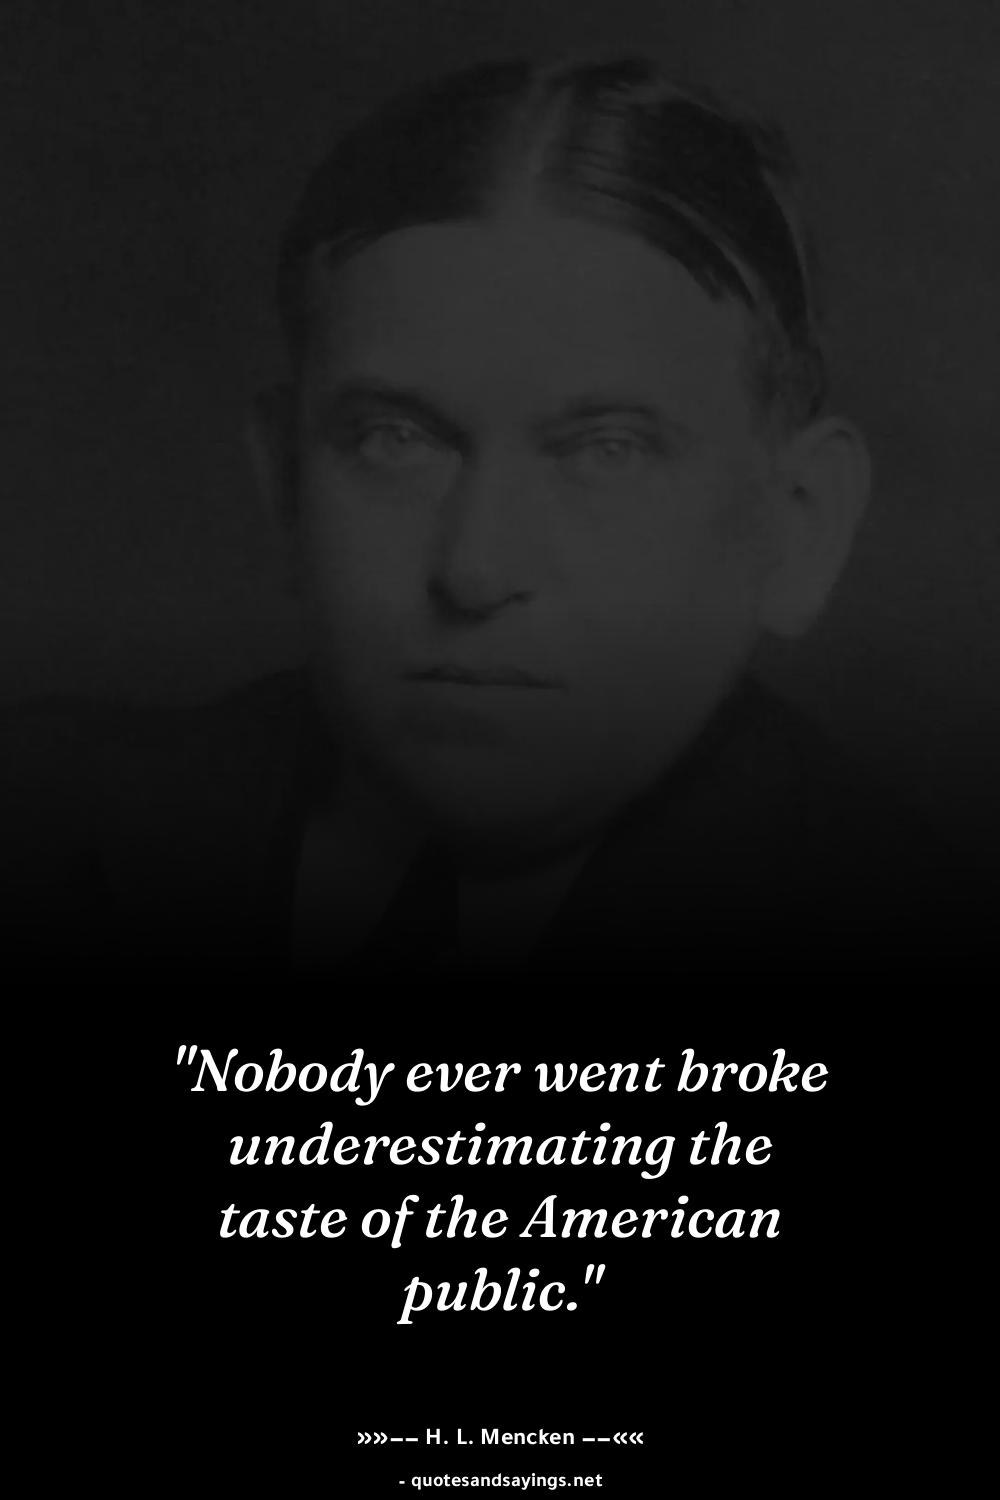 "Nobody ever went broke
underestimating the
taste of the American
public."
»»−− H. L. Mencken −−««
- quotesandsayings.net